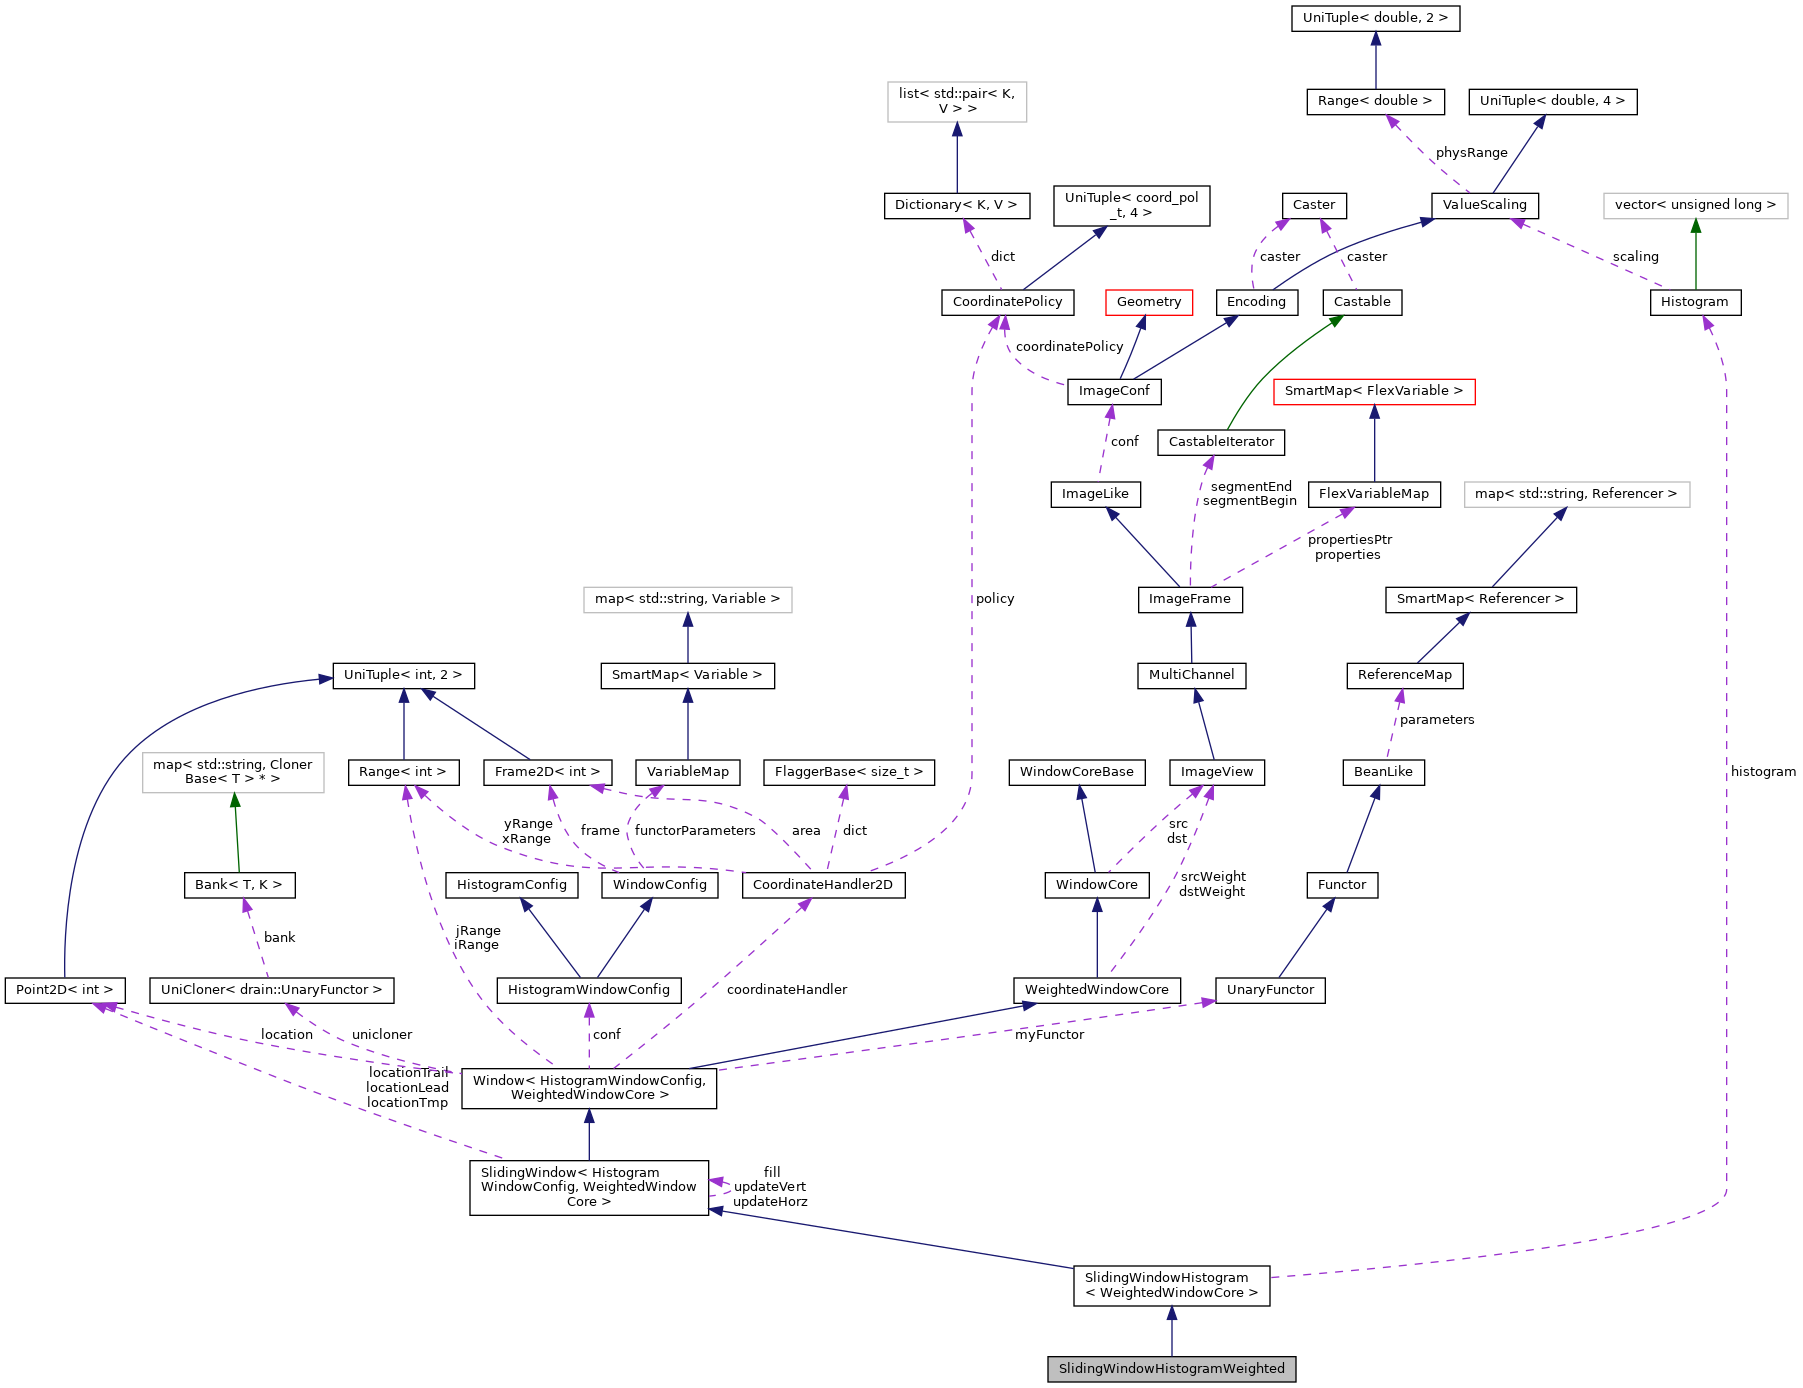 UniTuple< double, 2 >
list< std::pair< K,
V > >
Range< double >
UniTuple< double, 4 >
physRange
Dictionary< K, V >
UniTuple< coord_pol
_t, 4 >
Caster
ValueScaling
vector< unsigned long >
dict
caster
caster
scaling
CoordinatePolicy
Geometry
Encoding
Castable
Histogram
coordinatePolicy
ImageConf
SmartMap< FlexVariable >
conf
CastableIterator
segmentEnd
segmentBegin
ImageLike
FlexVariableMap
map< std::string, Referencer >
propertiesPtr
properties
map< std::string, Variable >
policy
ImageFrame
SmartMap< Referencer >
UniTuple< int, 2 >
SmartMap< Variable >
MultiChannel
ReferenceMap
parameters
map< std::string, Cloner
Base< T > * >
Range< int >
Frame2D< int >
VariableMap
FlaggerBase< size_t >
WindowCoreBase
ImageView
BeanLike
histogram
yRange
xRange
frame
functorParameters
area
dict
src
dst
Bank< T, K >
HistogramConfig
WindowConfig
CoordinateHandler2D
WindowCore
srcWeight
dstWeight
Functor
bank
jRange
iRange
Point2D< int >
UniCloner< drain::UnaryFunctor >
HistogramWindowConfig
coordinateHandler
WeightedWindowCore
UnaryFunctor
location
unicloner
conf
myFunctor
locationTrail
locationLead
locationTmp
Window< HistogramWindowConfig,
WeightedWindowCore >
SlidingWindow< Histogram
WindowConfig, WeightedWindow
Core >
fill
updateVert
updateHorz
SlidingWindowHistogram
< WeightedWindowCore >
SlidingWindowHistogramWeighted